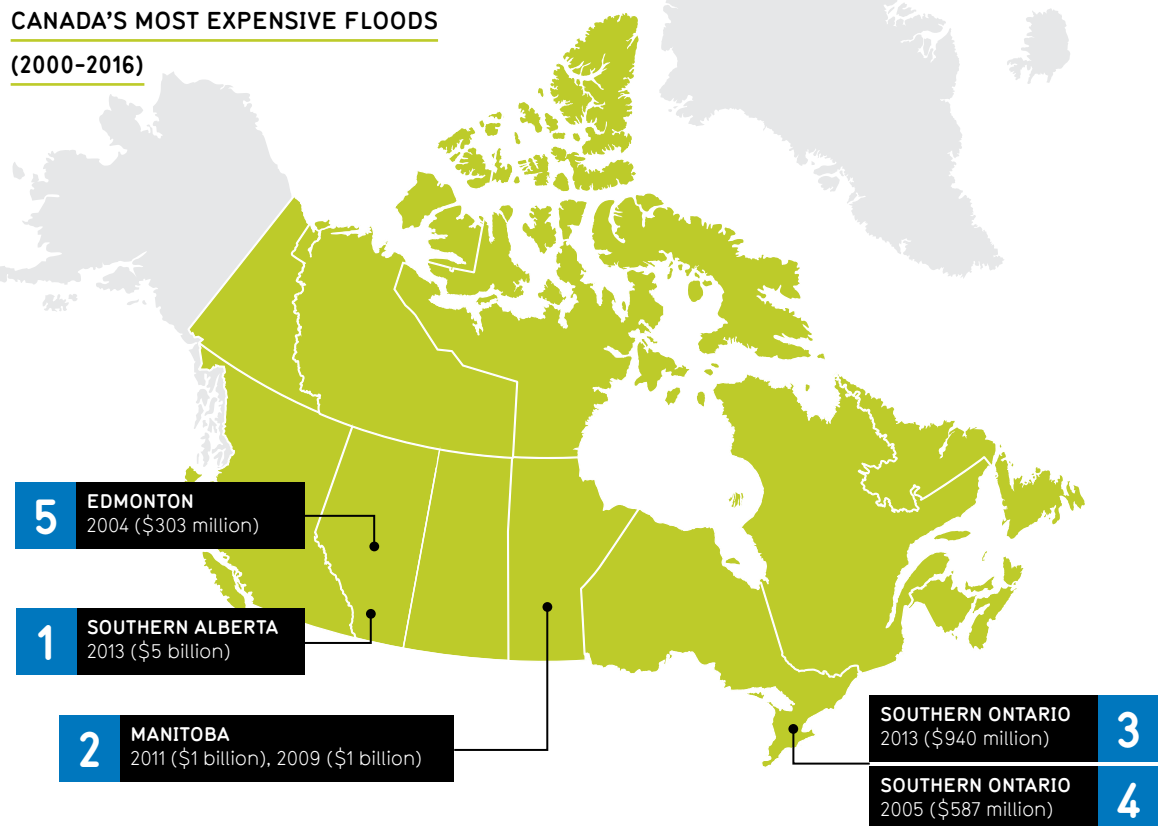 CANADA'S MOST EXPENSIVE FLOODS
(2000-2016)
5
EDMONTON
2004 ($303 million)
1
SOUTHERN ALBERTA
2013 ($5 billion)
2
MANITOBA
2011 ($1 billion), 2009 ($1 billion)
SOUTHERN ONTARIO
2013 ($940 million)
3
SOUTHERN ONTARIO
2005 ($587 million)
4